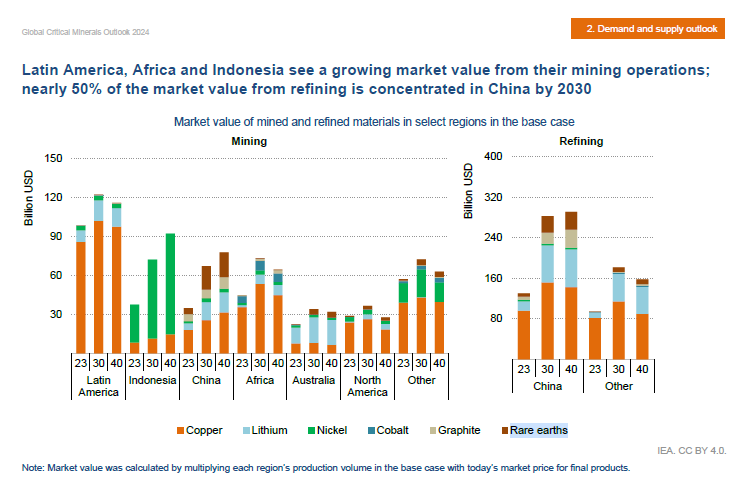 Global Critical Minerals Outlook 2024
2. Demand and supply outlook
Latin America, Africa and Indonesia see a growing market value from their mining operations;
nearly 50% of the market value from refining is concentrated in China by 2030
Market value of mined and refined materials in select regions in the base case
Mining
Billion USD
150
120
90
60
30
23 30 40 23 30 40 23 30 40 23 30 40 23 30 40 23 30 40 23 30 40
Latin America Indonesia China Africa Australia North America Other
Refining
Billion USD
400
320
240
160
80
23 30 40 23 30 40
China Other
Copper Lithium Nickel Cobalt Graphite Rare earths
IEA. CC BY 4.0.
Note: Market value was calculated by multiplying each region's production volume in the base case with today's market price for final products.